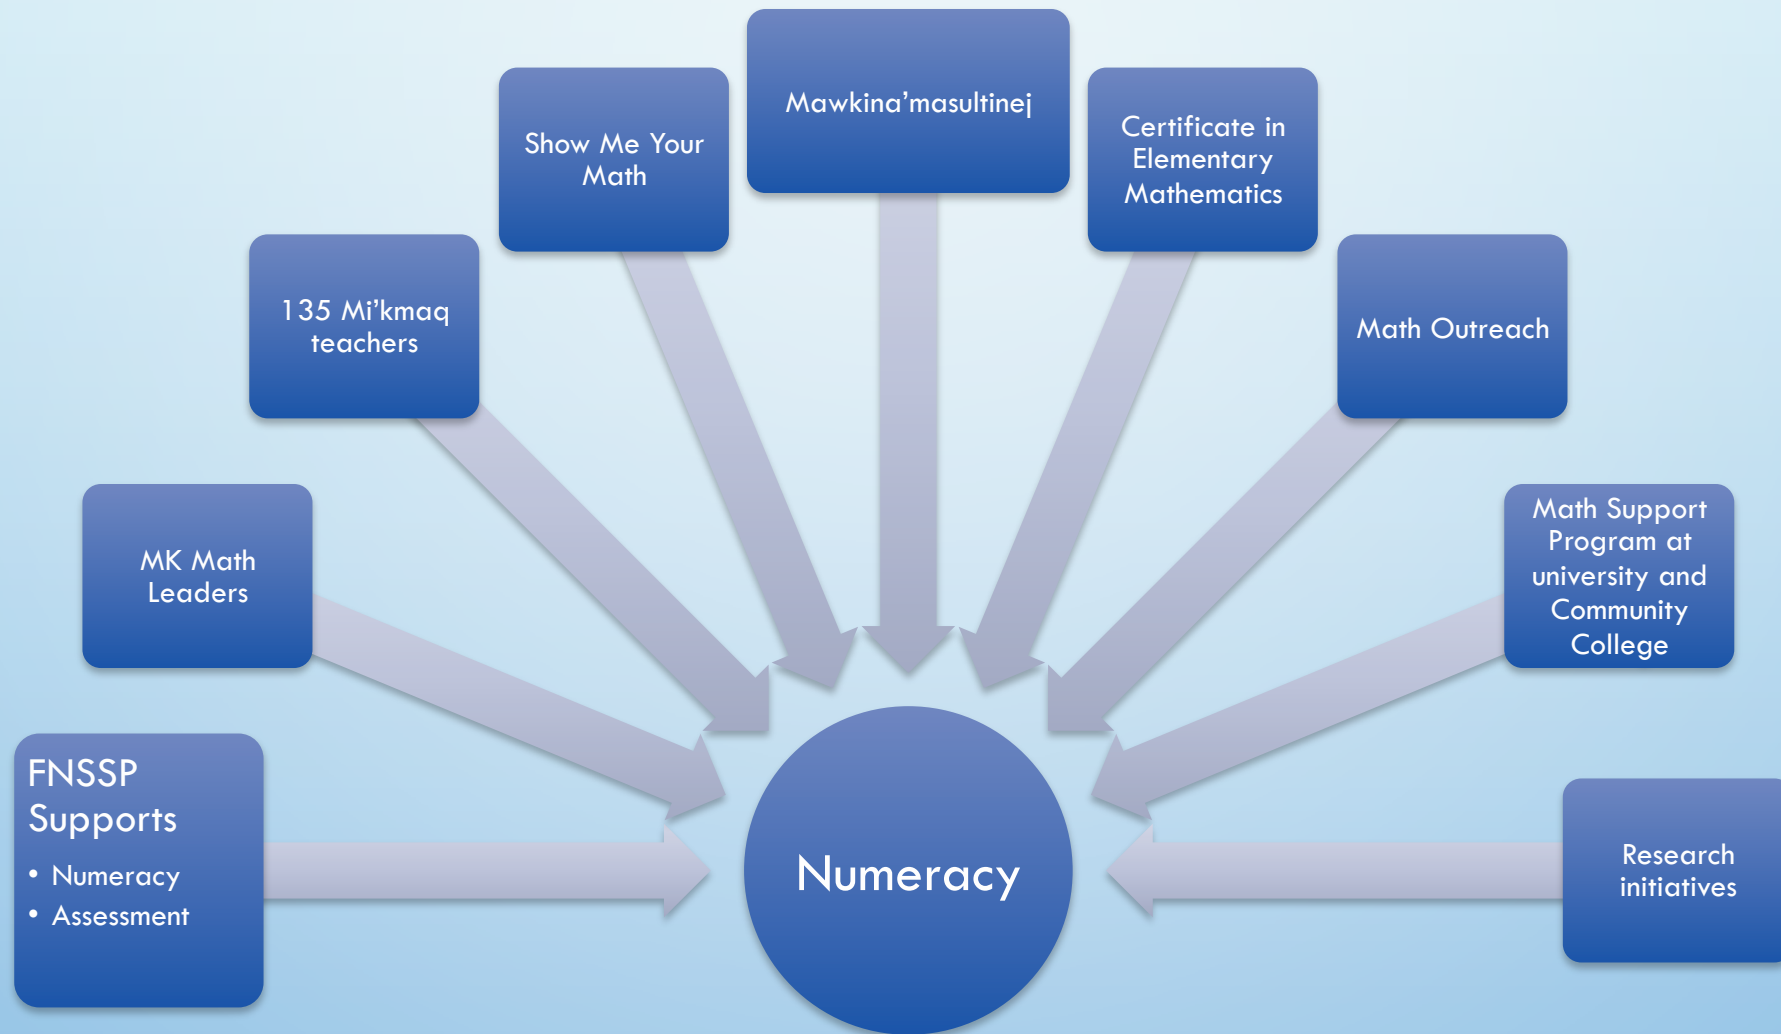 FNSSP
Supports
• Numeracy
• Assessment
MK Math
Leaders
135 Mi’kmaq
teachers
Show Me Your
Math
Mawkina’masultinej
Certificate in
Elementary
Mathematics
Math Outreach
Math Support
Program at
university and
Community
College
Research
initiatives
Numeracy